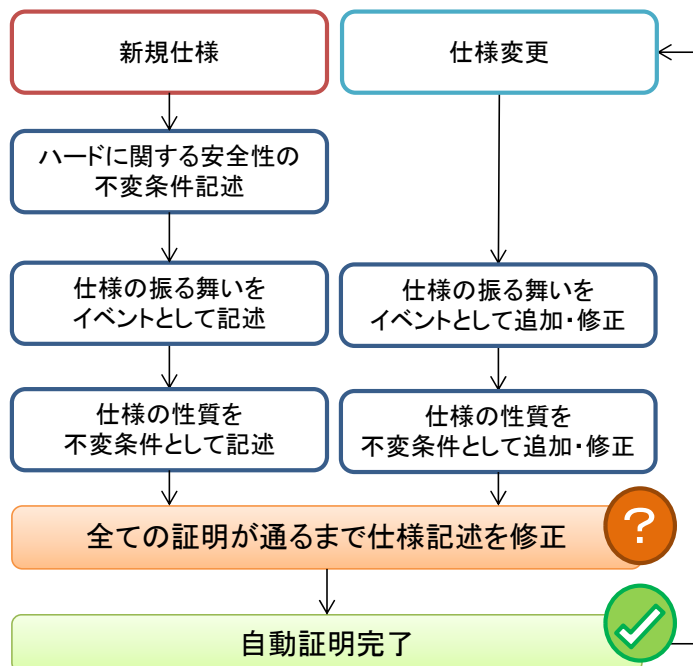 新規仕様
仕様変更
ハードに関する安全性の
不変条件記述
仕様の振る舞いを
イベントとして記述
仕様の振る舞いを
イベントとして追加・修正
仕様の性質を
不変条件として記述
仕様の性質を
不変条件として追加・修正
全ての証明が通るまで仕様記述を修正
?
自動証明完了